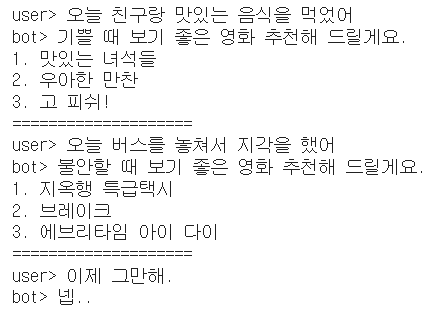 user> 오늘 친구랑 맛있는 음식을 먹었어
bot> 기쁠 때 보기 좋은 영화 추천해 드릴게요.
1. 맛있는 녀석들
2. 우아한 만찬
3. 고 피쉬!
====================
user> 오늘 버스를 놓쳐서 지각을 했어
bot> 불안할 때 보기 좋은 영화 추천해 드릴게요.
1. 지옥행 특급택시
2. 브레이크
3. 에브리타임 아이 다이
====================
user> 이제 그만해.
bot> 넵..